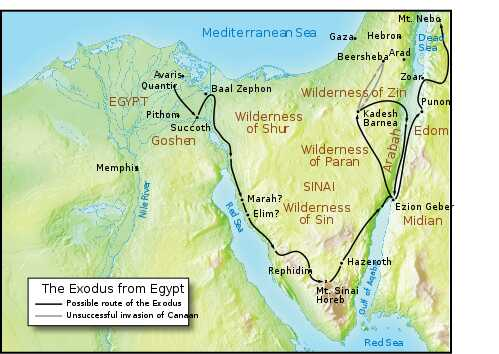 Mt. Nebo
Mediterranean Sea
Gaza
Hebron
Dead
Sea
Beersheba
Arad
Avaris
Quantir
Zoar
Baal Zephon
Wilderness of Zin
EGYPT
Punon
Pithom
Kadesh
Barnea
Wilderness
of Shur
Succoth
Edom
Goshen
Arabah
Wilderness
of Paran
Memphis
SINAI
Nile River
Marah?
Ezion Geber
Elim?
Wilderness
of Sin
Red Sea
Midian
Hazeroth
Rephidim
Gulf of Aqaba
Mt. Sinai
Horeb
The Exodus from Egypt
Possible route of the Exodus
Unsuccessful invasion of Canaan
Red Sea